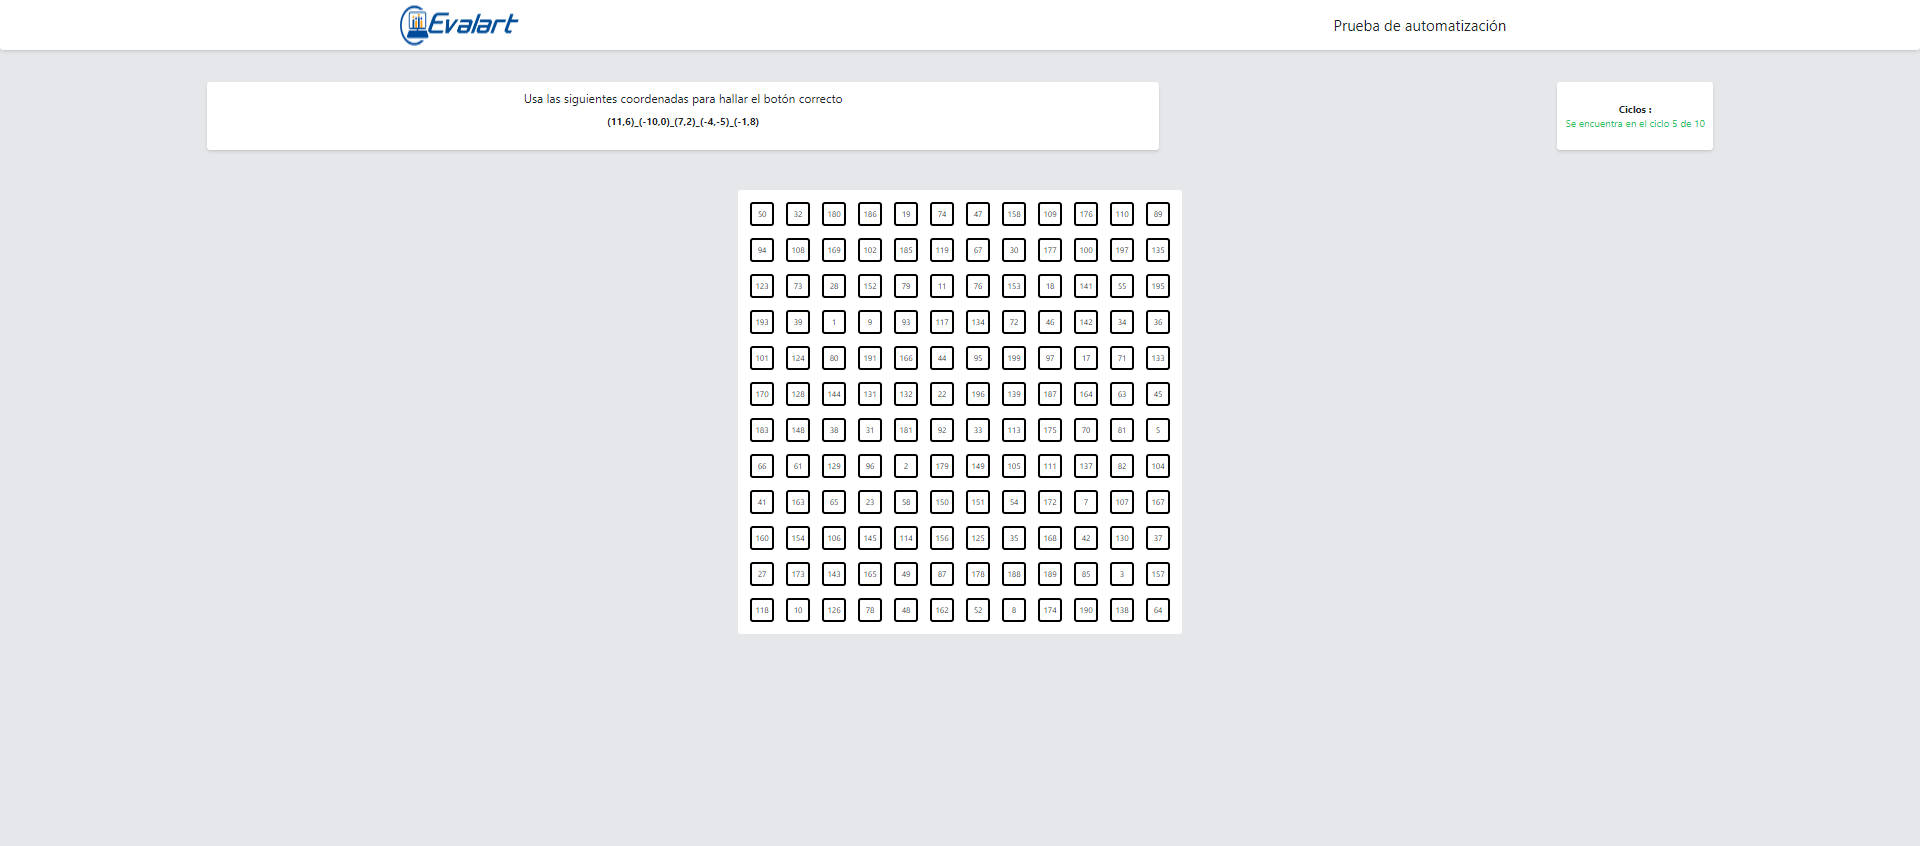 Evalart
Prueba de automatización
Usa las siguientes coordenadas para hallar el botón correcto
(11,6)_(-10,0)_(7,2)_(-4,-5)_(-1,8)
Ciclos :
Se encuentra en el ciclo 5 de 10
50 32 180 186 19 74 47 158 109 176 110 89
94 108 169 102 185 119 67 30 177 100 197 135
123 73 28 152 79 11 76 153 18 141 55 195
193 39 1 9 93 117 134 72 46 142 34 36
101 124 80 191 166 44 95 199 97 17 71 133
170 128 144 131 132 22 196 139 187 164 63 45
183 148 38 31 181 92 33 113 175 70 81 5
66 61 129 96 2 179 149 105 111 137 82 104
41 163 65 23 58 150 151 54 172 7 107 167
160 154 106 145 114 156 125 35 168 42 130 37
27 173 143 165 49 87 178 188 189 85 3 157
118 10 126 78 48 162 52 8 174 190 138 64